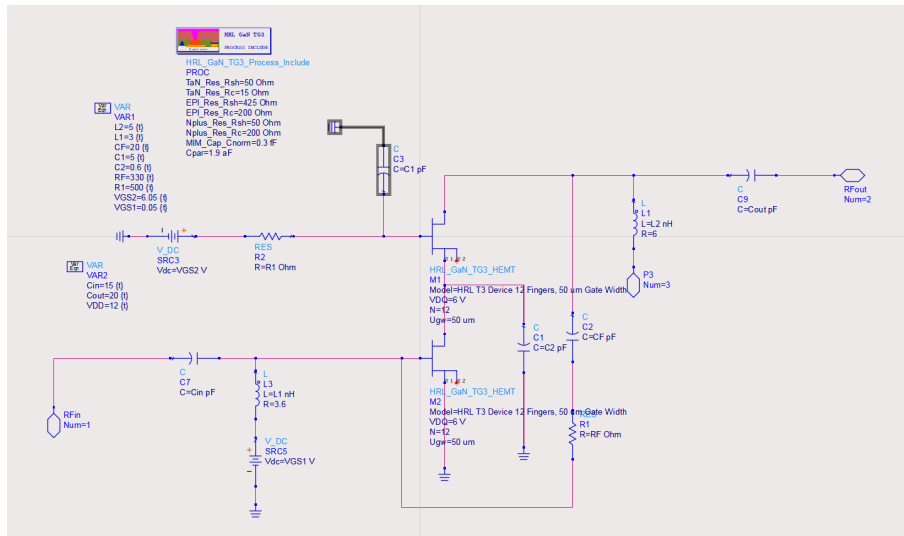 HRL GaN TG3
PROCESS INCLUDE
HRL_GaN_TG3_Process_Include
PROC
TaN_Res_Rsh=50 Ohm
TaN_Res_Rc=15 Ohm
EPI_Res_Rsh=425 Ohm
EPI_Res_Rc=200 Ohm
Nplus_Res_Rsh=50 Ohm
Nplus_Res_Rc=200 Ohm
MIM_Cap_Cnorm=0.3 fF
Cpar=1.9 aF
Var
Eqn
VAR
VAR1
L2=5 {t}
L1=3 {t}
CF=20 {t}
C1=5 {t}
C2=0.6 {t}
RF=330 {t}
R1=500 {t}
VGS2=6.05 {t}
VGS1=0.05 {t}
C
C3
C=C1 pF
C
C9
C=Cout pF
RFout
Num=2
L
L1
L=L2 nH
R=6
P3
Num=3
V_DC
SRC3
Vdc=VGS2 V
RES
R2
R=R1 Ohm
Var
Eqn
VAR
VAR2
Cin=15 {t}
Cout=20 {t}
VDD=12 {t}
HRL_GaN_TG3_HEMT
M1
Model=HRL T3 Device 12 Fingers, 50 um Gate Width
VDQ=6 V
N=12
Ugw=50 um
C
C1
C=C2 pF
C
C2
C=CF pF
C
C7
C=Cin pF
RFin
Num=1
L
L3
L=L1 nH
R=3.6
V_DC
SRC5
Vdc=VGS1 V
HRL_GaN_TG3_HEMT
M2
Model=HRL T3 Device 12 Fingers, 50 um Gate Width
VDQ=6 V
N=12
Ugw=50 um
RES
R1
R=RF Ohm